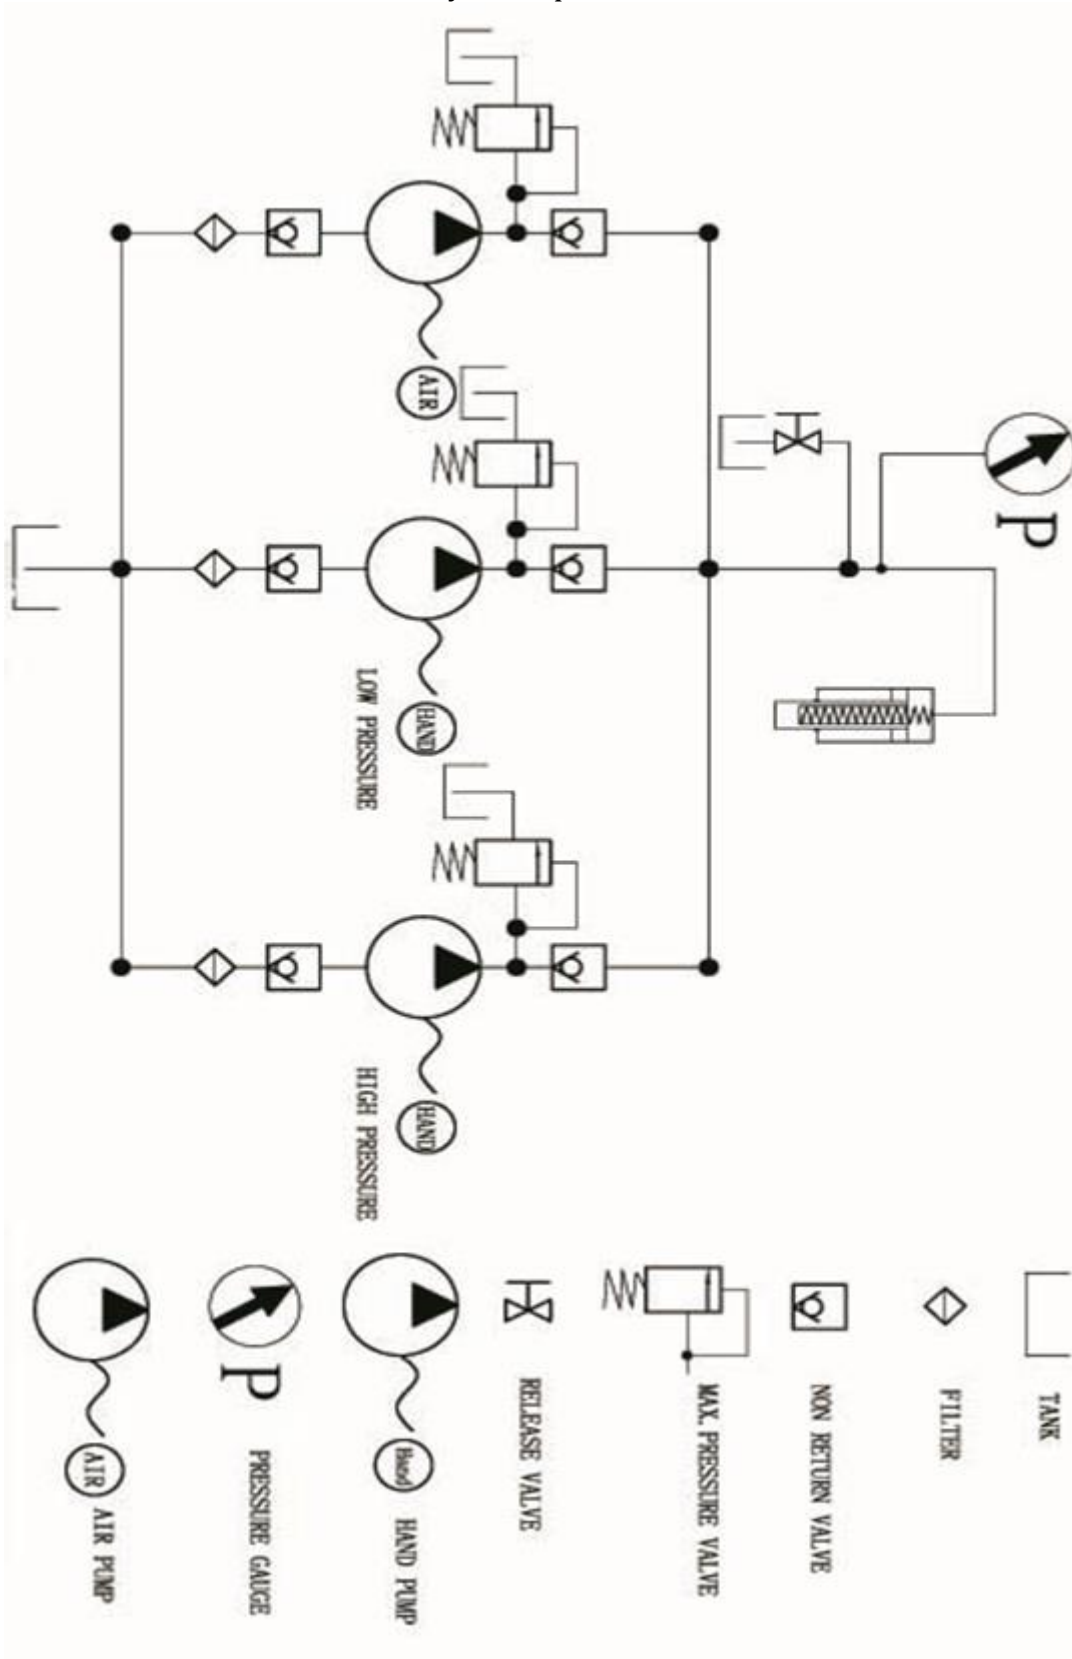 AIR
P
HAND
LOW PRESSURE
HAND
HIGH PRESSURE
TANK
FILTER
NON RETURN VALVE
MAX. PRESSURE VALVE
RELEASE VALVE
Hand
HAND PUMP
P
PRESSURE GAUGE
AIR
AIR PUMP